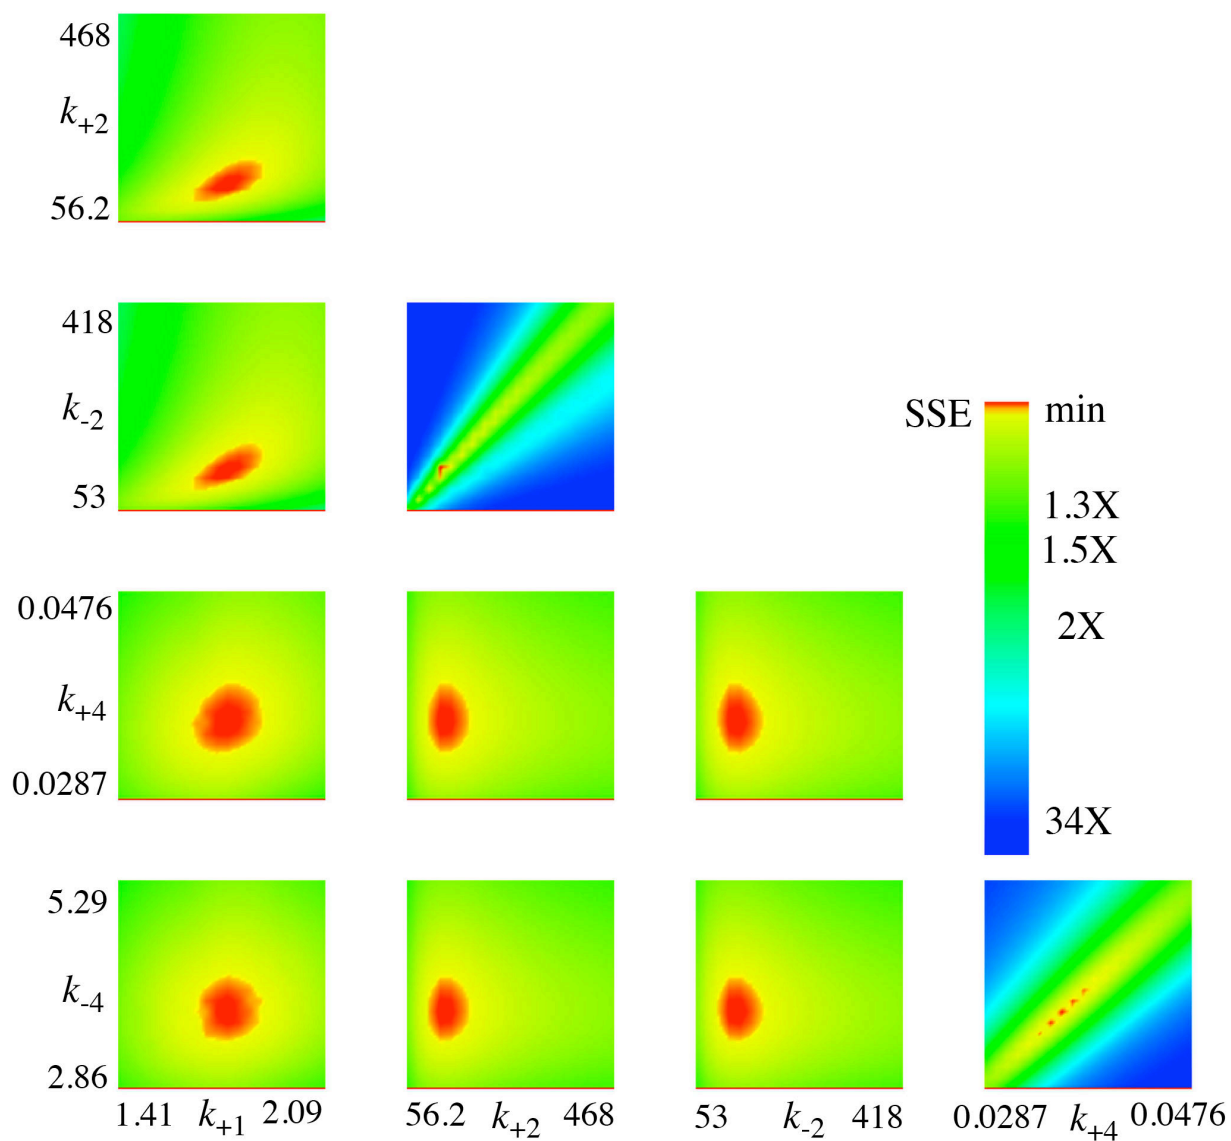 468
k+2
56.2
418
k-2
53
SSE
min
1.3X
1.5X
2X
34X
0.0476
k+4
0.0287
5.29
k-4
2.86
1.41 k+1 2.09
56.2 k+2 468
53 k-2 418
0.0287 k+4 0.0476